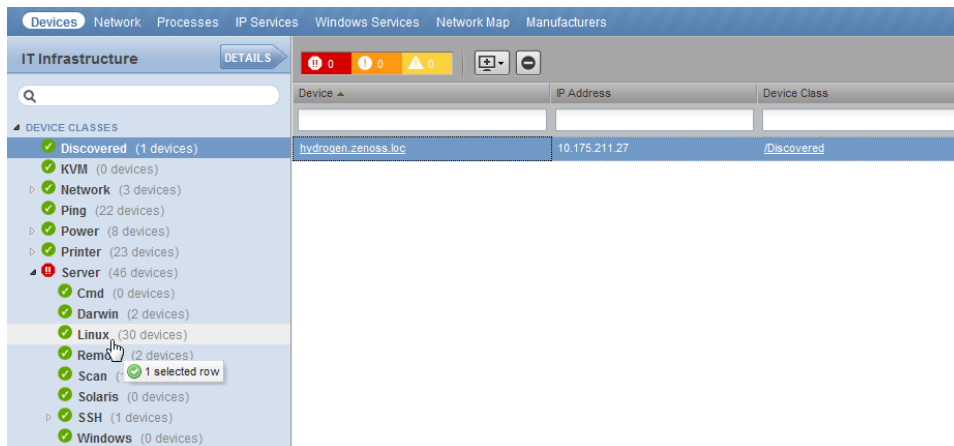 Devices Network Processes IP Services Windows Services Network Map Manufacturers
IT Infrastructure DETAILS
0 0 0
Device IP Address Device Class
DEVICE CLASSES
Discovered (1 devices)
hydrogen.zenoss.loc 10.175.211.27 /Discovered
KVM (0 devices)
Network (3 devices)
Ping (22 devices)
Power (8 devices)
Printer (23 devices)
Server (46 devices)
Cmd (0 devices)
Darwin (2 devices)
Linux (30 devices)
(2 devices)
1 selected row
Scan
Solaris (0 devices)
SSH (1 devices)
Windows (0 devices)